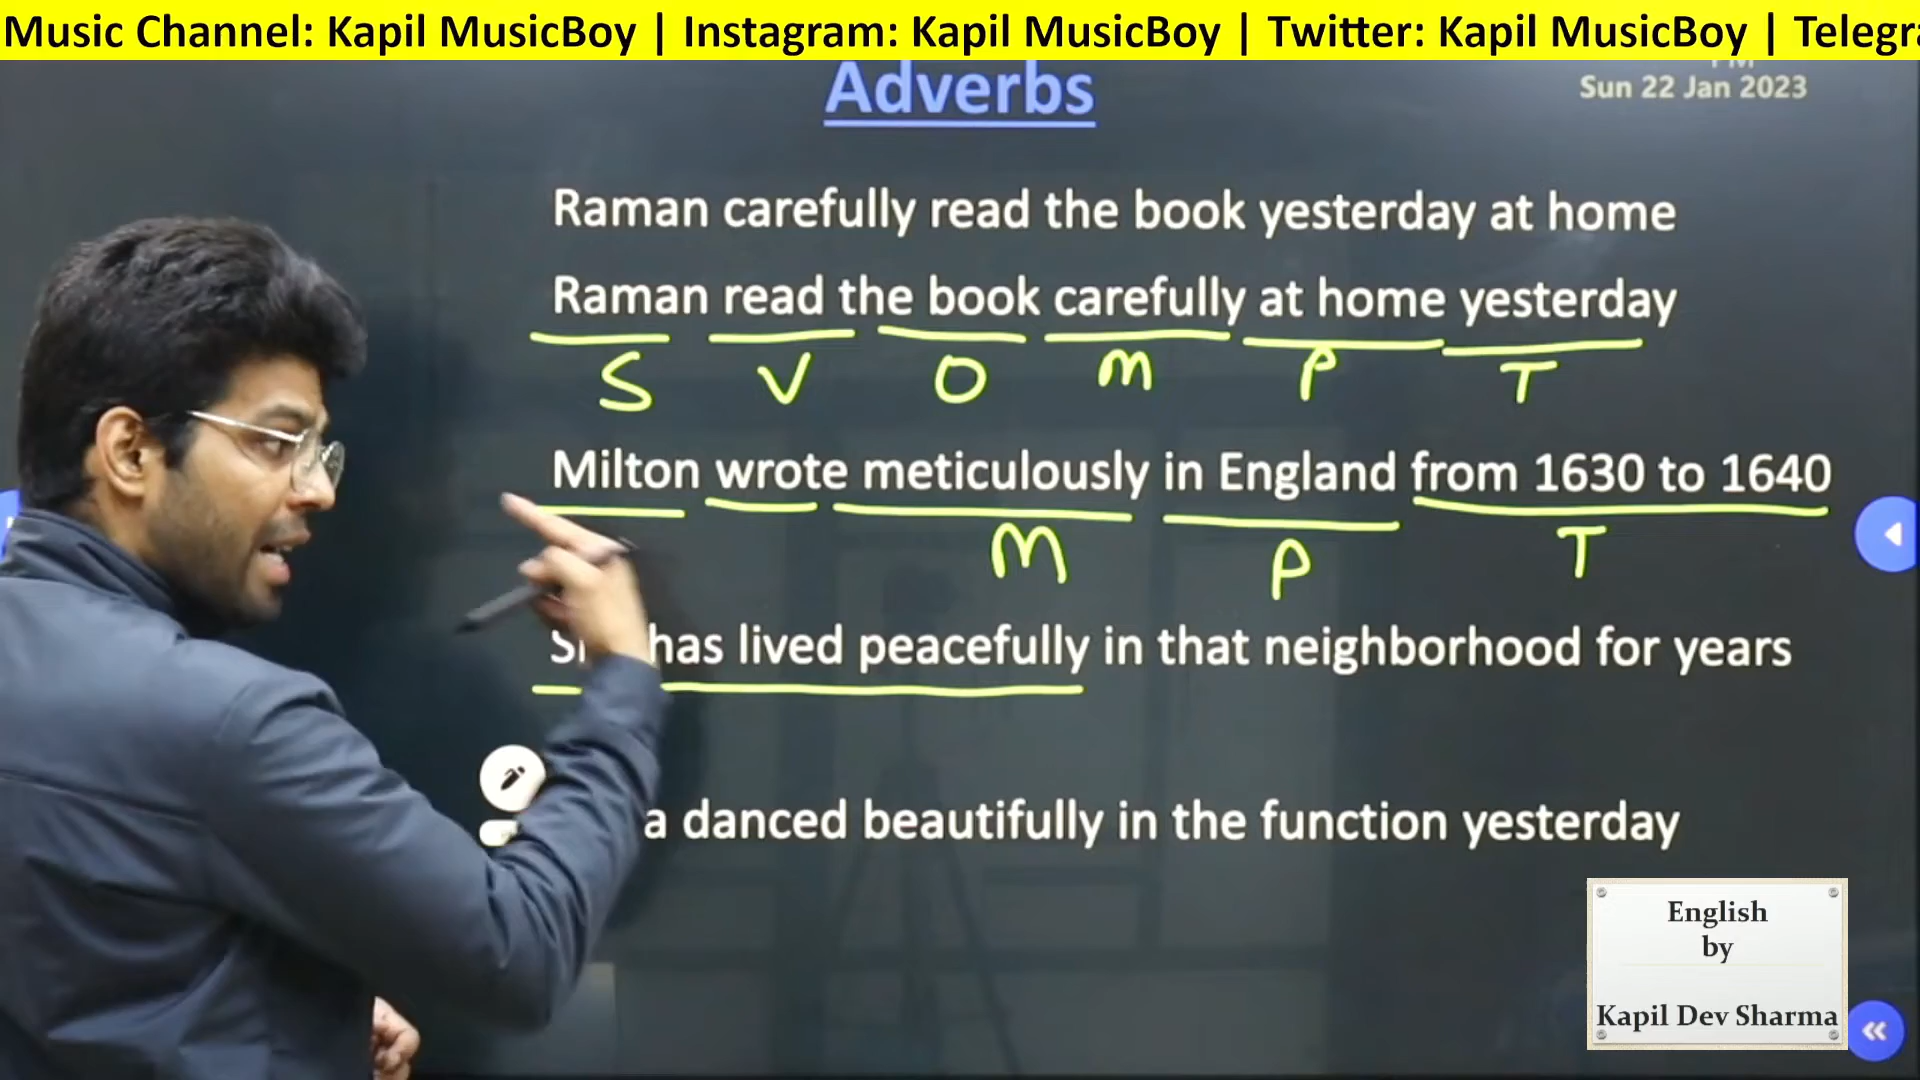 Music Channel: Kapil MusicBoy | Instagram: Kapil MusicBoy | Twitter: Kapil MusicBoy | Telegra
PM
Adverbs
Sun 22 Jan 2023
Raman carefully read the book yesterday at home
Raman read the book carefully at home yesterday
S V O M P T
Milton wrote meticulously in England from 1630 to 1640
M P T
has lived peacefully in that neighborhood for years
a danced beautifully in the function yesterday
English
by
Kapil Dev Sharma